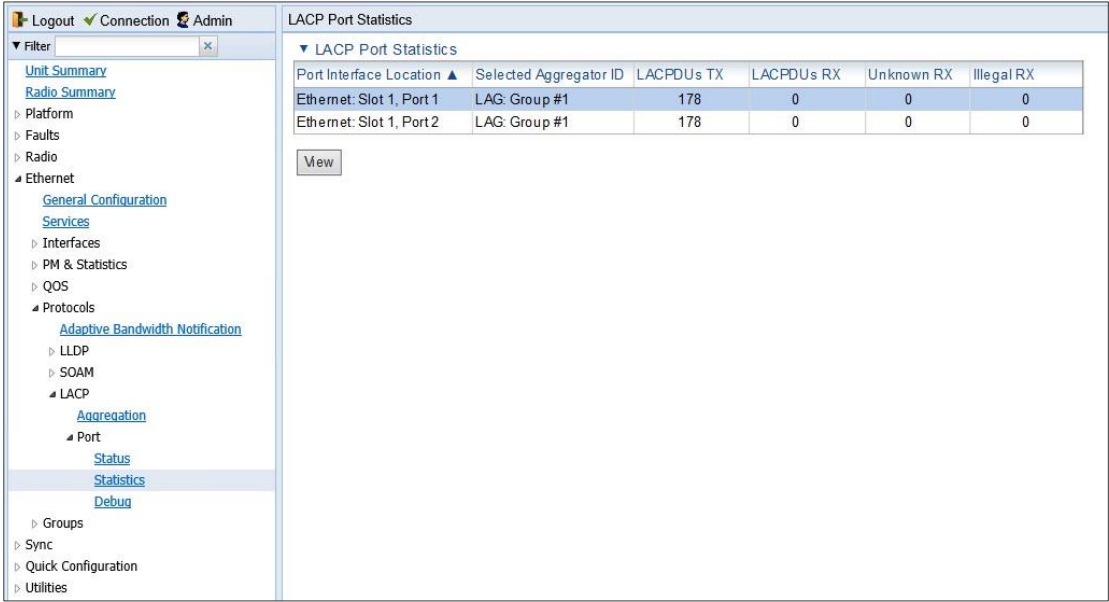 Logout Connection Admin
Filter
Unit Summary
Radio Summary
Platform
Faults
Radio
Ethernet
General Configuration
Services
Interfaces
PM & Statistics
QOS
Protocols
Adaptive Bandwidth Notification
LLDP
SOAM
LACP
Aggregation
Port
Status
Statistics
Debug
Groups
Sync
Quick Configuration
Utilities
LACP Port Statistics
LACP Port Statistics
Port Interface Location Selected Aggregator ID LACPDUs TX LACPDUs RX Unknown RX Illegal RX
Ethernet: Slot 1, Port 1 LAG: Group #1 178 0 0 0
Ethernet: Slot 1, Port 2 LAG: Group #1 178 0 0 0
View